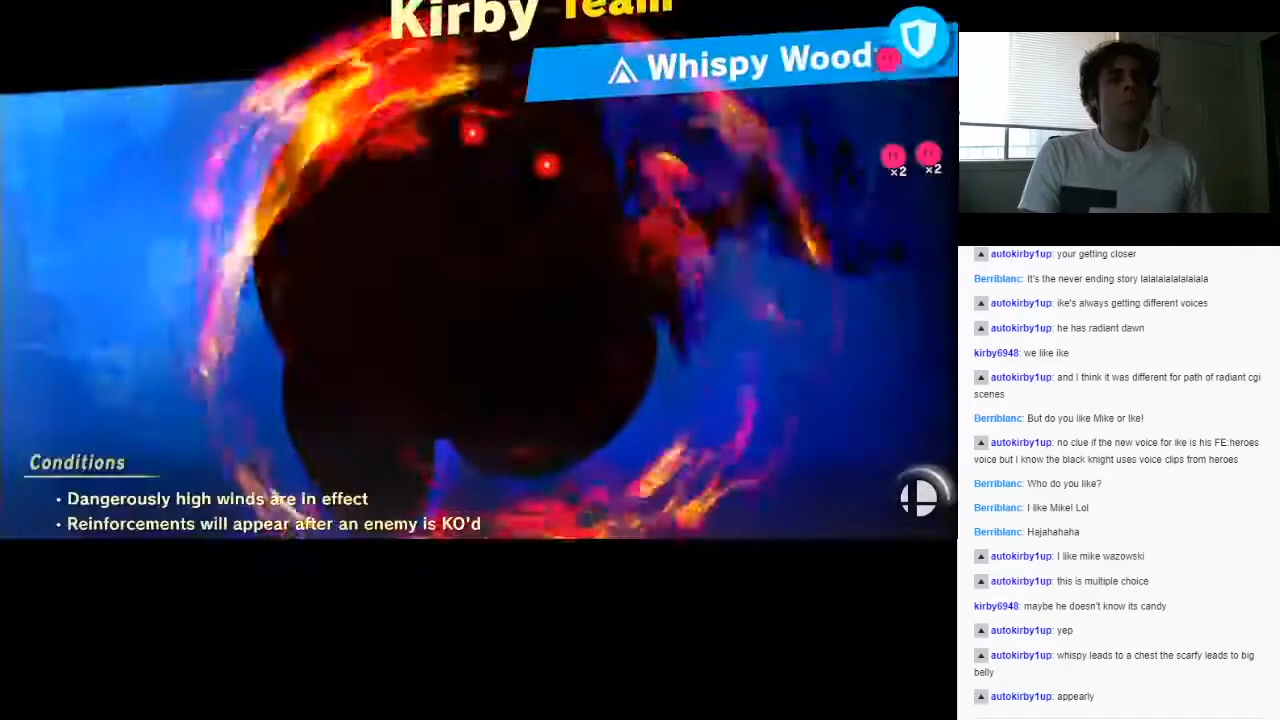 Kirby Team
Whispy Wood
x2 x2
Conditions
• Dangerously high winds are in effect
• Reinforcements will appear after an enemy is KO'd
autokirby1up: your getting closer
Berriblanc: It's the never ending story lalalalalalalala
autokirby1up: ike's always getting different voices
autokirby1up: he has radiant dawn
kirby6948: we like ike
autokirby1up: and I think it was different for path of radiant cgi
scenes
Berriblanc: But do you like Mike or Ike!
autokirby1up: no clue if the new voice for ike is his FE:heroes
voice but I know the black knight uses voice clips from heroes
Berriblanc: Who do you like?
Berriblanc: I like Mike! Lol
Berriblanc: Hajahahaha
autokirby1up: I like mike wazowski
autokirby1up: this is multiple choice
kirby6948: maybe he doesn't know its candy
autokirby1up: yep
autokirby1up: whispy leads to a chest the scarfy leads to big
belly
autokirby1up: appearly